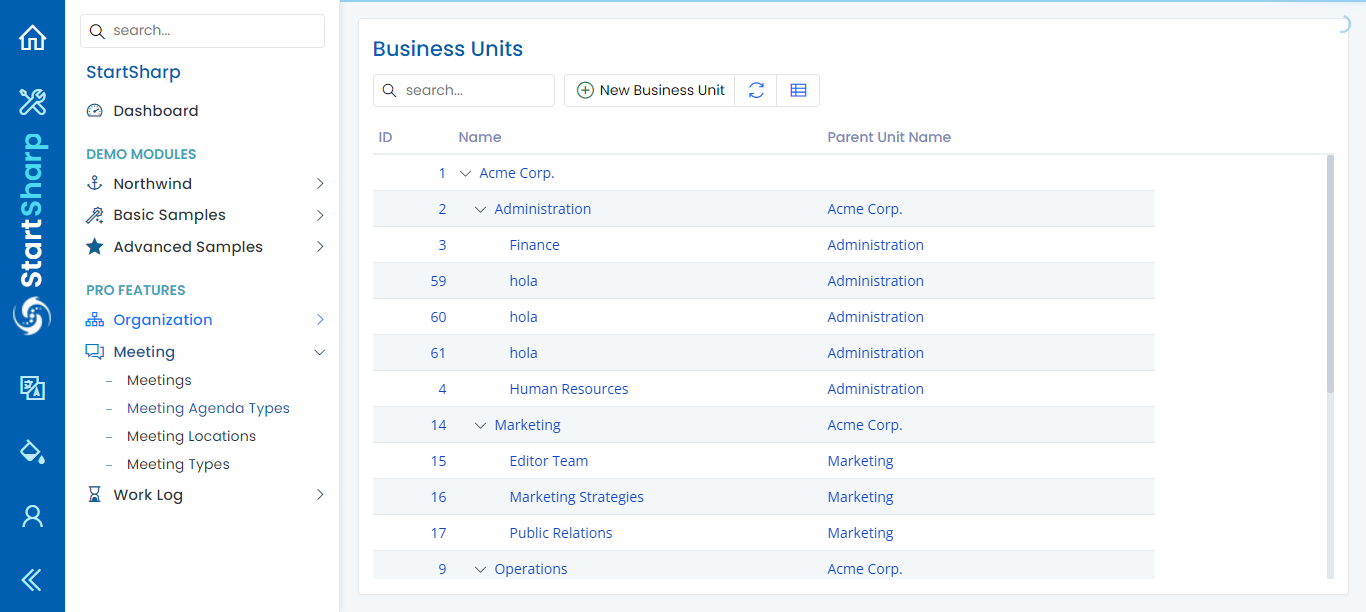 StartSharp
search...
StartSharp
Dashboard
DEMO MODULES
Northwind
Basic Samples
Advanced Samples
PRO FEATURES
Organization
Meeting
– Meetings
– Meeting Agenda Types
– Meeting Locations
– Meeting Types
Work Log
Business Units
search...
New Business Unit
ID Name Parent Unit Name
1 Acme Corp.
2 Administration Acme Corp.
3 Finance Administration
59 hola Administration
60 hola Administration
61 hola Administration
4 Human Resources Administration
14 Marketing Acme Corp.
15 Editor Team Marketing
16 Marketing Strategies Marketing
17 Public Relations Marketing
9 Operations Acme Corp.